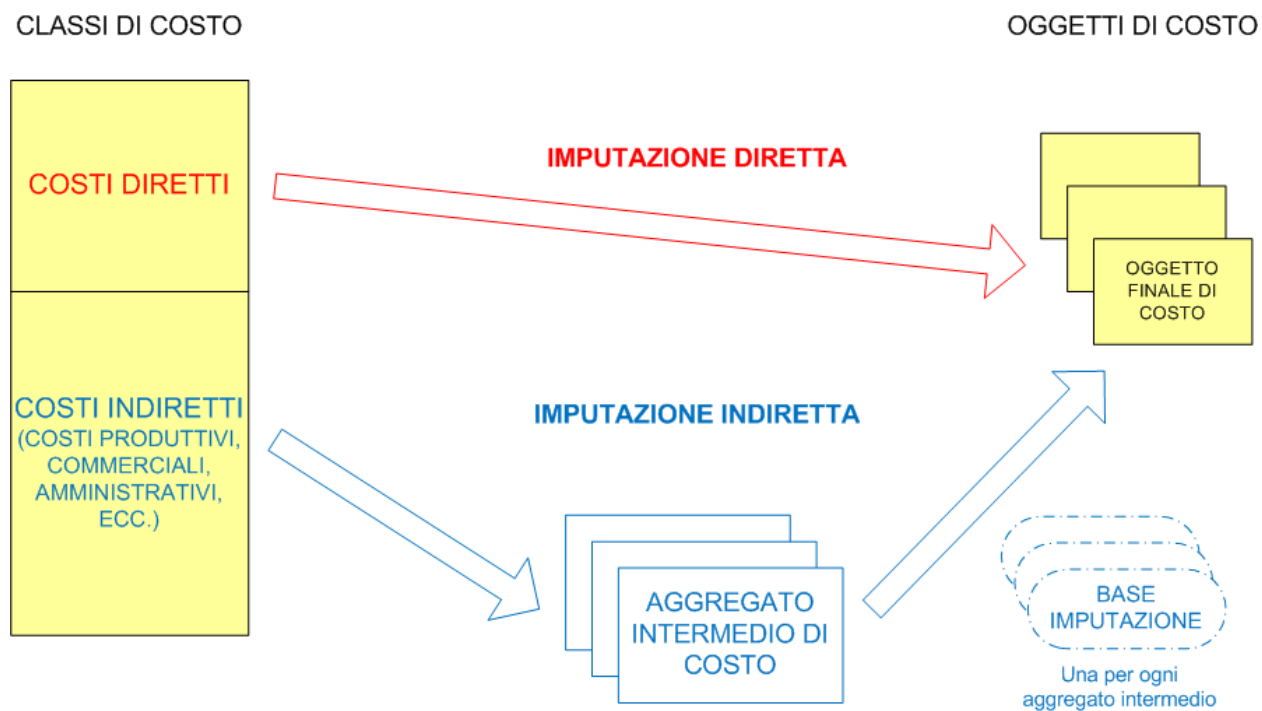 CLASSI DI COSTO
OGGETTI DI COSTO
COSTI DIRETTI
IMPUTAZIONE DIRETTA
OGGETTO
FINALE DI
COSTO
COSTI INDIRETTI
(COSTI PRODUTTIVI,
COMMERCIALI,
AMMINISTRATIVI,
ECC.)
IMPUTAZIONE INDIRETTA
AGGREGATO
INTERMEDIO DI
COSTO
BASE
IMPUTAZIONE
Una per ogni
aggregato intermedio